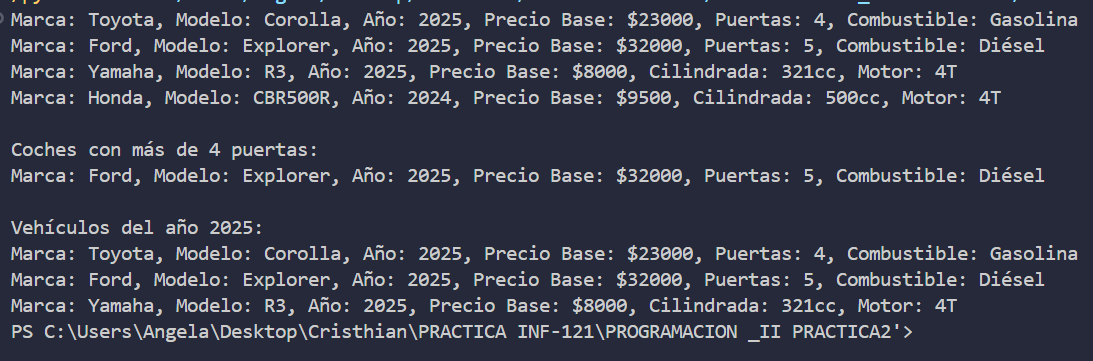 Marca: Toyota, Modelo: Corolla, Año: 2025, Precio Base: $23000, Puertas: 4, Combustible: Gasolina
Marca: Ford, Modelo: Explorer, Año: 2025, Precio Base: $32000, Puertas: 5, Combustible: Diésel
Marca: Yamaha, Modelo: R3, Año: 2025, Precio Base: $8000, Cilindrada: 321cc, Motor: 4T
Marca: Honda, Modelo: CBR500R, Año: 2024, Precio Base: $9500, Cilindrada: 500cc, Motor: 4T
Coches con más de 4 puertas:
Marca: Ford, Modelo: Explorer, Año: 2025, Precio Base: $32000, Puertas: 5, Combustible: Diésel
Vehículos del año 2025:
Marca: Toyota, Modelo: Corolla, Año: 2025, Precio Base: $23000, Puertas: 4, Combustible: Gasolina
Marca: Ford, Modelo: Explorer, Año: 2025, Precio Base: $32000, Puertas: 5, Combustible: Diésel
Marca: Yamaha, Modelo: R3, Año: 2025, Precio Base: $8000, Cilindrada: 321cc, Motor: 4T
PS C:\Users\Angela\Desktop\Cristhian\PRACTICA INF-121\PROGRAMACION _II PRACTICA2'>